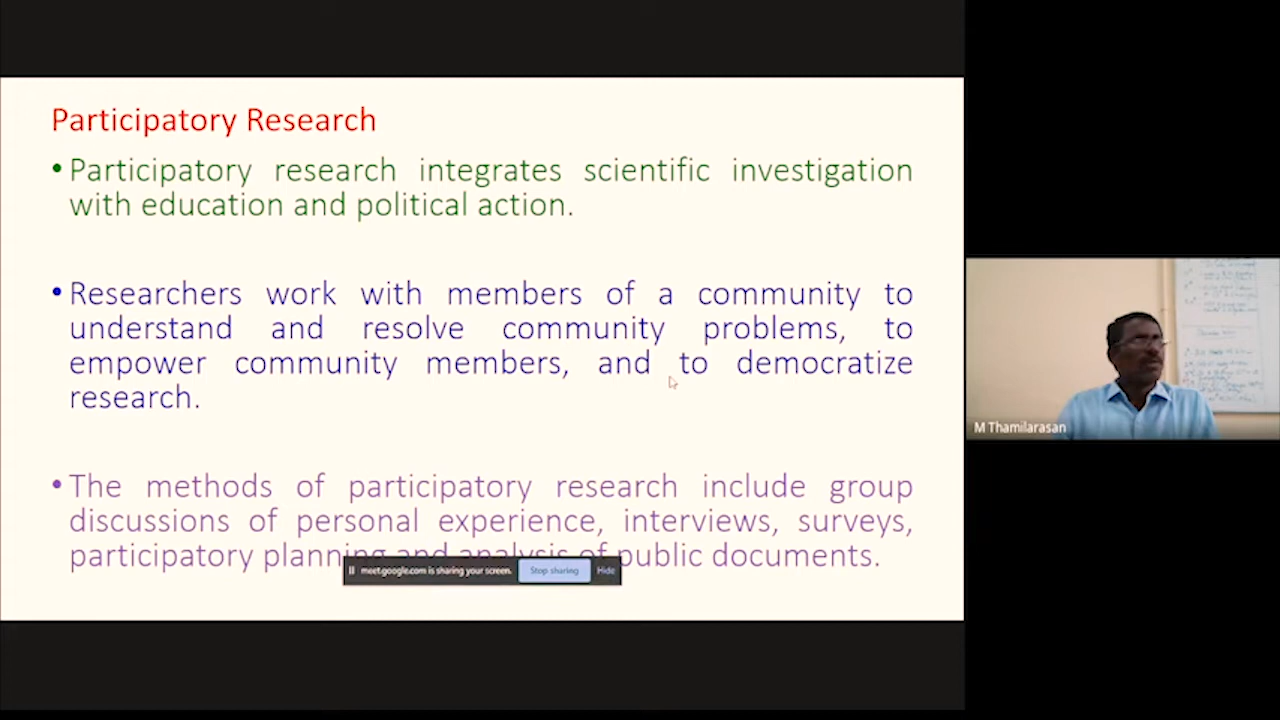 Participatory Research
• Participatory research integrates scientific investigation
with education and political action.
• Researchers work with members of a community to
understand and resolve community problems, to
empower community members, and to democratize
research.
• The methods of participatory research include group
discussions of personal experience, interviews, surveys,
participatory planning and analysis of public documents.
meet.google.com is sharing your screen. Stop sharing Hide
M Thamilarasan